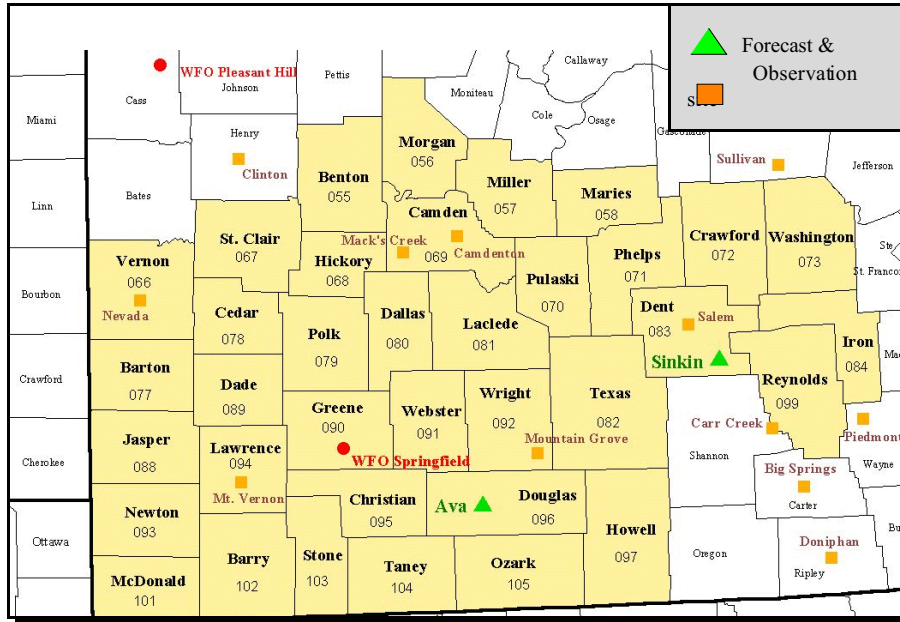 Forecast &
Observation
s
WFO Pleasant Hill
Johnson
Cass
Pettis
Moniteau
Callaway
Cole
Osage
Gasconade
Miami
Henry
Clinton
Morgan
056
Sullivan
Jefferson
Benton
055
Miller
057
Maries
058
Linn
Bates
St. Clair
067
Camden
069
Mack's Creek
Camdenton
Hickory
068
Crawford
072
Washington
073
Ste
St. Francoi
Vernon
066
Nevada
Phelps
071
Pulaski
070
Bourbon
Cedar
078
Polk
079
Dallas
080
Laclede
081
Dent
083
Salem
Sinkin
Iron
084
Mad
Crawford
Barton
077
Dade
089
Reynolds
099
Greene
090
Webster
091
Wright
092
Texas
082
Carr Creek
Piedmont
Wayne
Cherokee
Jasper
088
Lawrence
094
Mt. Vernon
WFO Springfield
Mountain Grove
Shannon
Big Springs
Carter
Newton
093
Christian
095
Ava
Douglas
096
Howell
097
Bu
Ottawa
Doniphan
Ripley
Oregon
McDonald
101
Barry
102
Stone
103
Taney
104
Ozark
105